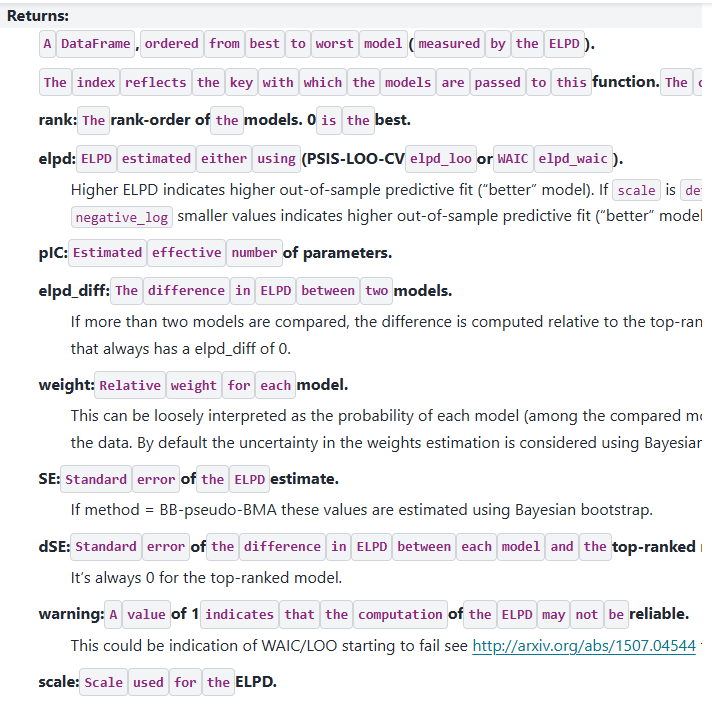 Returns:
A DataFrame, ordered from best to worst model (measured by the ELPD).
The index reflects the key with which the models are passed to this function. The
rank: The rank-order of the models. 0 is the best.
elpd: ELPD estimated either using (PSIS-LOO-CV elpd_loo or WAIC elpd_waic).
Higher ELPD indicates higher out-of-sample predictive fit (“better” model). If scale is
negative_log smaller values indicates higher out-of-sample predictive fit (“better” model
pIC: Estimated effective number of parameters.
elpd_diff: The difference in ELPD between two models.
If more than two models are compared, the difference is computed relative to the
that always has a elpd_diff of 0.
weight: Relative weight for each model.
This can be loosely interpreted as the probability of each model (among the compared
the data. By default the uncertainty in the weights estimation is considered using Bayesian
SE: Standard error of the ELPD estimate.
If method = BB-pseudo-BMA these values are estimated using Bayesian bootstrap.
dSE: Standard error of the difference in ELPD between each model and the top-ranked
It’s always 0 for the top-ranked model.
warning: A value of 1 indicates that the computation of the ELPD may not be reliable.
This could be indication of WAIC/LOO starting to fail see http://arxiv.org/abs/1507.04544
scale: Scale used for the ELPD.